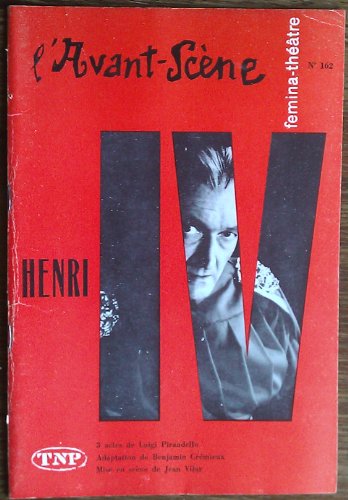 l'Avant-Scène
femina-théâtre
N° 162
HENRI
IV
3 actes de Luigi Pirandello
Adaptation de Benjamin Crémieux
Mise en scène de Jean Vilar
TNP